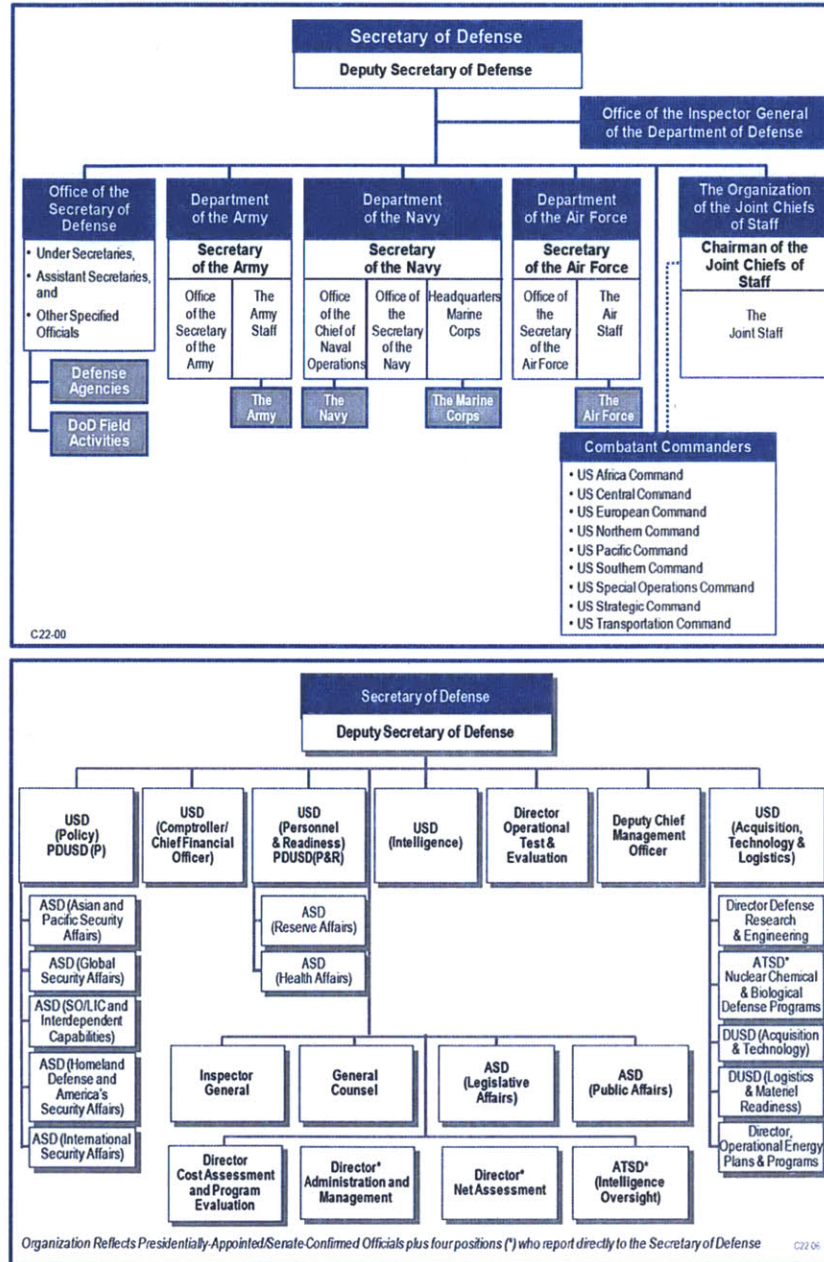 Secretary of Defense
Deputy Secretary of Defense
Office of the Inspector General
of the Department of Defense
Office of the
Secretary of
Defense
• Under Secretaries,
• Assistant Secretaries,
and
• Other Specified
Officials
Defense
Agencies
DoD Field
Activities
Department
of the Army
Secretary
of the Army
Office
of the
Secretary
of the
Army
The
Army
Staff
The
Army
Department
of the Navy
Secretary
of the Navy
Office
of the
Chief of
Naval
Operations
Office of
the
Secretary
of the
Navy
Headquarters
Marine
Corps
The
Navy
The Marine
Corps
Department
of the Air Force
Secretary
of the Air Force
Office of
the
Secretary
of the
Air Force
The
Air
Staff
The
Air Force
The Organization
of the Joint Chiefs
of Staff
Chairman of the
Joint Chiefs of
Staff
The
Joint Staff
Combatant Commanders
• US Africa Command
• US Central Command
• US European Command
• US Northern Command
• US Pacific Command
• US Southern Command
• US Special Operations Command
• US Strategic Command
• US Transportation Command
C22-00
Secretary of Defense
Deputy Secretary of Defense
USD
(Policy)
PDUSD (P)
USD
(Comptroller/
Chief Financial
Officer)
USD
(Personnel
& Readiness)
PDUSD(P&R)
USD
(Intelligence)
Director
Operational
Test &
Evaluation
Deputy Chief
Management
Officer
USD
(Acquisition,
Technology &
Logistics)
ASD (Asian and
Pacific Security
Affairs)
ASD (Global
Security Affairs)
ASD (SO/LIC and
Interdependent
Capabilities)
ASD (Homeland
Defense and
America's
Security Affairs)
ASD (International
Security Affairs)
ASD
(Reserve Affairs)
ASD
(Health Affairs)
Director Defense
Research
& Engineering
ATSD*
Nuclear Chemical
& Biological
Defense Programs
DUSD (Acquisition
& Technology)
DUSD (Logistics
& Materiel
Readiness)
Director,
Operational Energy
Plans & Programs
Inspector
General
General
Counsel
ASD
(Legislative
Affairs)
ASD
(Public Affairs)
Director
Cost Assessment
and Program
Evaluation
Director*
Administration and
Management
Director*
Net Assessment
ATSD*
(Intelligence
Oversight)
Organization Reflects Presidentially-Appointed/Senate-Confirmed Officials plus four positions (*) who report directly to the Secretary of Defense
C22-06